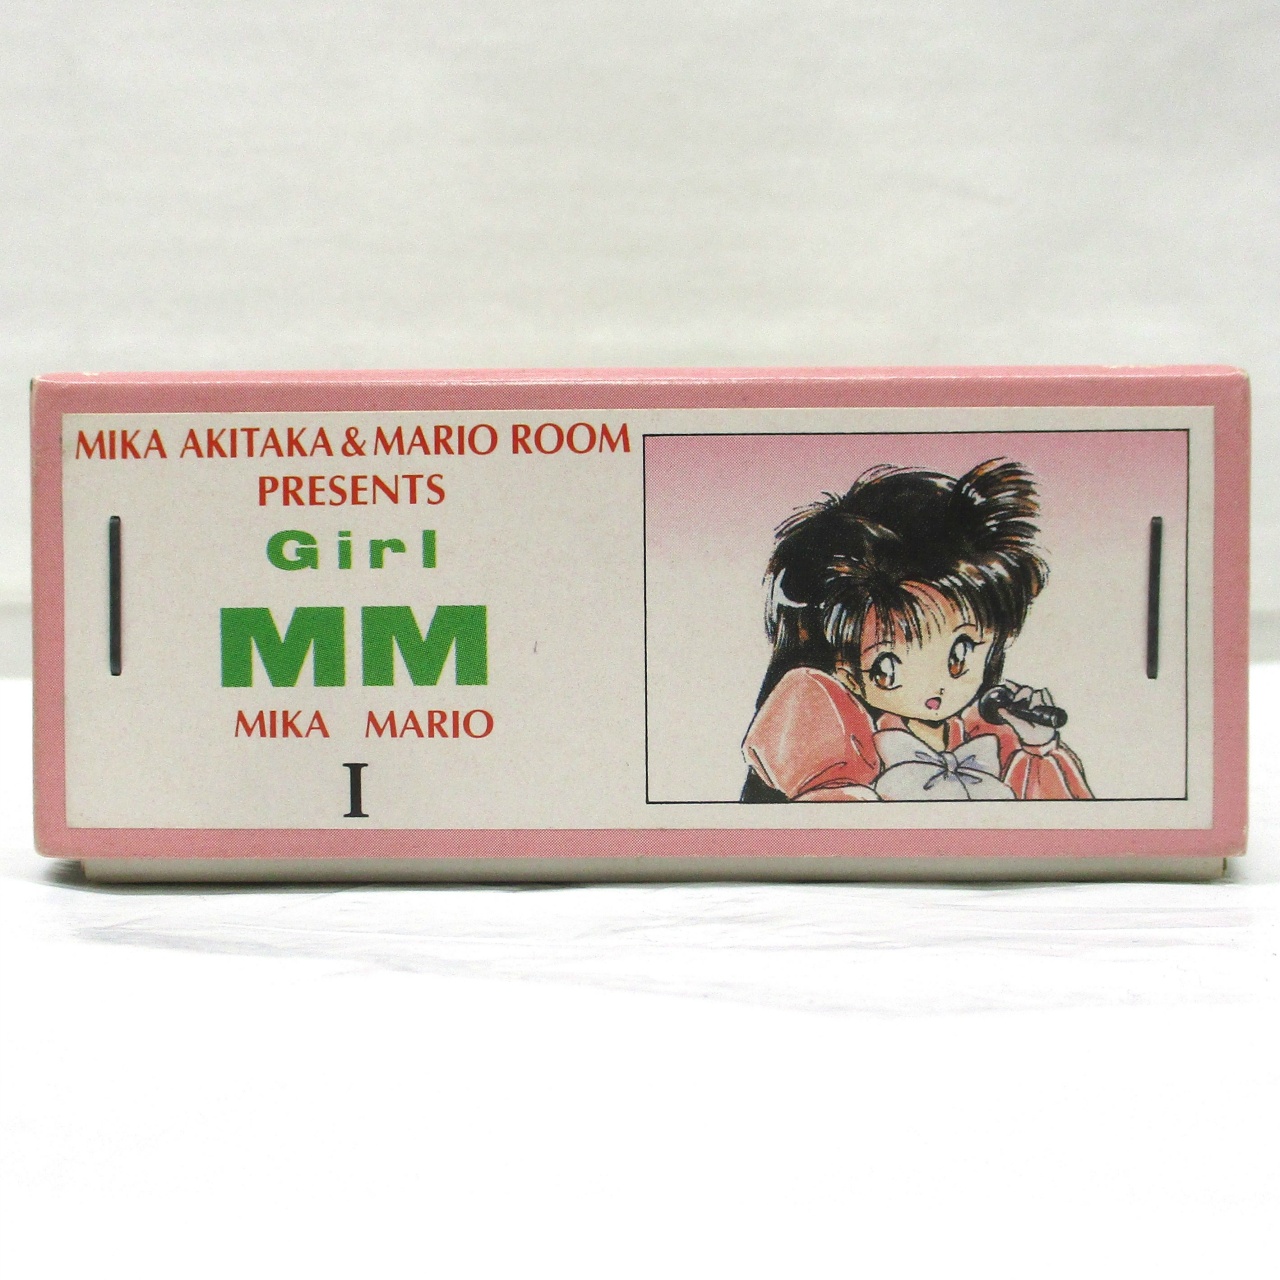 MIKA AKITAKA & MARIO ROOM
PRESENTS
Girl
MM
MIKA MARIO
I